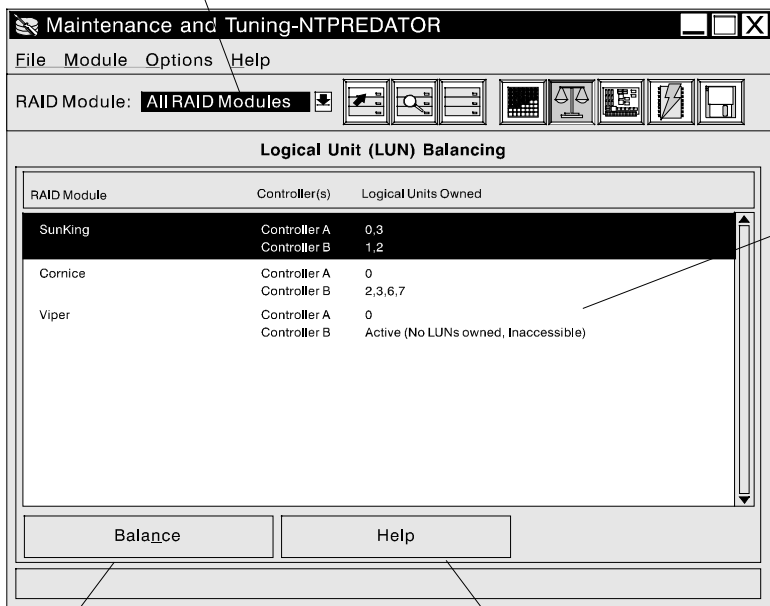 Maintenance and Tuning-NTPREDATOR
File Module Options Help
RAID Module: All RAID Modules
Logical Unit (LUN) Balancing
RAID Module Controller(s) Logical Units Owned
SunKing Controller A 0,3
Controller B 1,2
Cornice Controller A 0
Controller B 2,3,6,7
Viper Controller A 0
Controller B Active (No LUNs owned, Inaccessible)
Balance Help